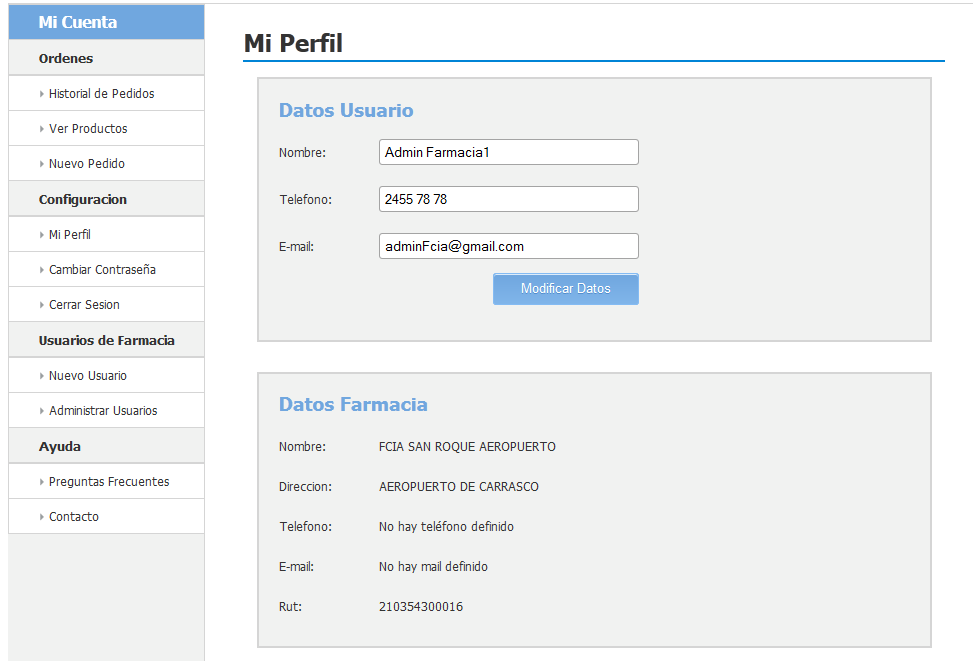 Mi Cuenta
Ordenes
Historial de Pedidos
Ver Productos
Nuevo Pedido
Configuracion
Mi Perfil
Cambiar Contraseña
Cerrar Sesion
Usuarios de Farmacia
Nuevo Usuario
Administrar Usuarios
Ayuda
Preguntas Frecuentes
Contacto
Mi Perfil
Datos Usuario
Nombre: Admin Farmacia1
Telefono: 2455 78 78
E-mail: adminFcia@gmail.com
Modificar Datos
Datos Farmacia
Nombre: FCIA SAN ROQUE AEROPUERTO
Direccion: AEROPUERTO DE CARRASCO
Telefono: No hay teléfono definido
E-mail: No hay mail definido
Rut: 210354300016